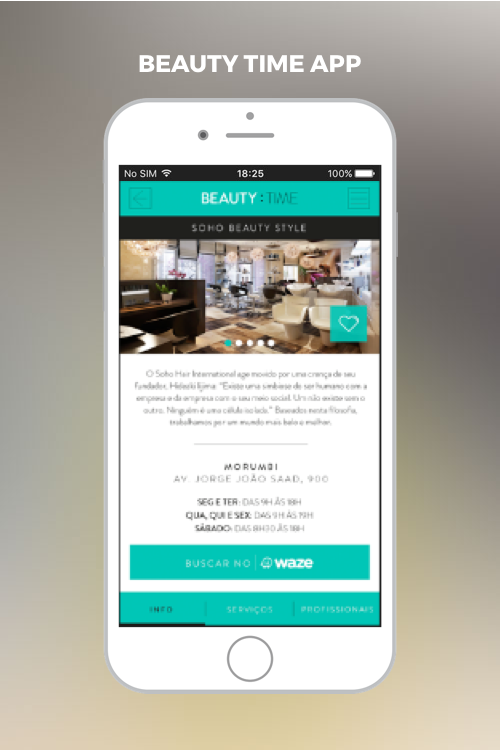 BEAUTY TIME APP
No SIM 18:25 100%
BEAUTY : TIME
SOHO BEAUTY STYLE
O Soho Hair International age movido por uma crença de seu
fundador, Hideaki Iijima: "Existe uma simbiose do ser humano com a
empresa e da empresa com o seu meio social. Um não existe sem o
outro. Ninguém é uma célula isolada." Baseados nesta filosofia,
trabalhamos por um mundo mais belo e melhor.
MORUMBI
AV. JORGE JOÃO SAAD, 900
SEG E TER: DAS 9H ÀS 18H
QUA, QUI E SEX: DAS 9H ÀS 19H
SÁBADO: DAS 8H30 ÀS 18H
BUSCAR NO waze
INFO SERVIÇOS PROFISSIONAIS